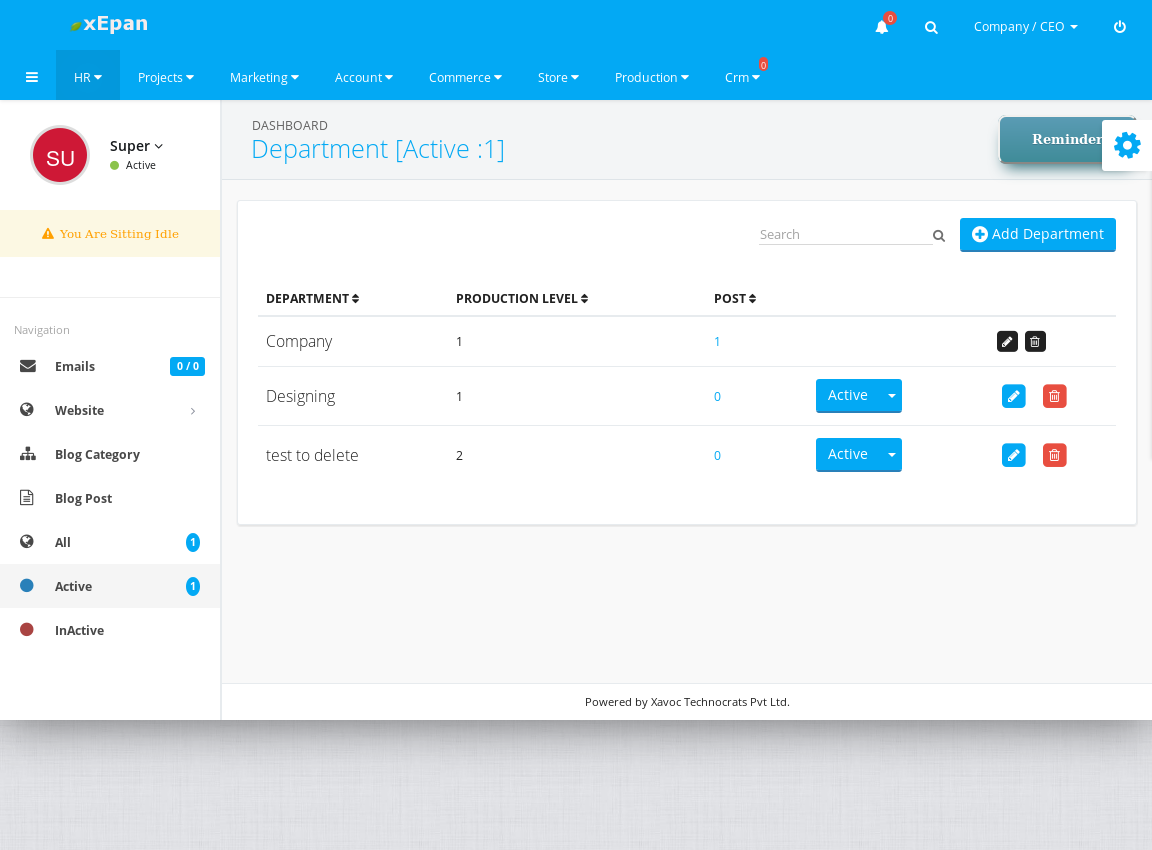 xEpan
0
Company / CEO
HR
Projects
Marketing
Account
Commerce
Store
Production
Crm
0
SU
Super
Active
You Are Sitting Idle
Navigation
Emails 0 / 0
Website
Blog Category
Blog Post
All 1
Active 1
InActive
DASHBOARD
Department [Active :1]
Reminder
Search
Add Department
DEPARTMENT PRODUCTION LEVEL POST
Company 1 1
Designing 1 0 Active
test to delete 2 0 Active
Powered by Xavoc Technocrats Pvt Ltd.